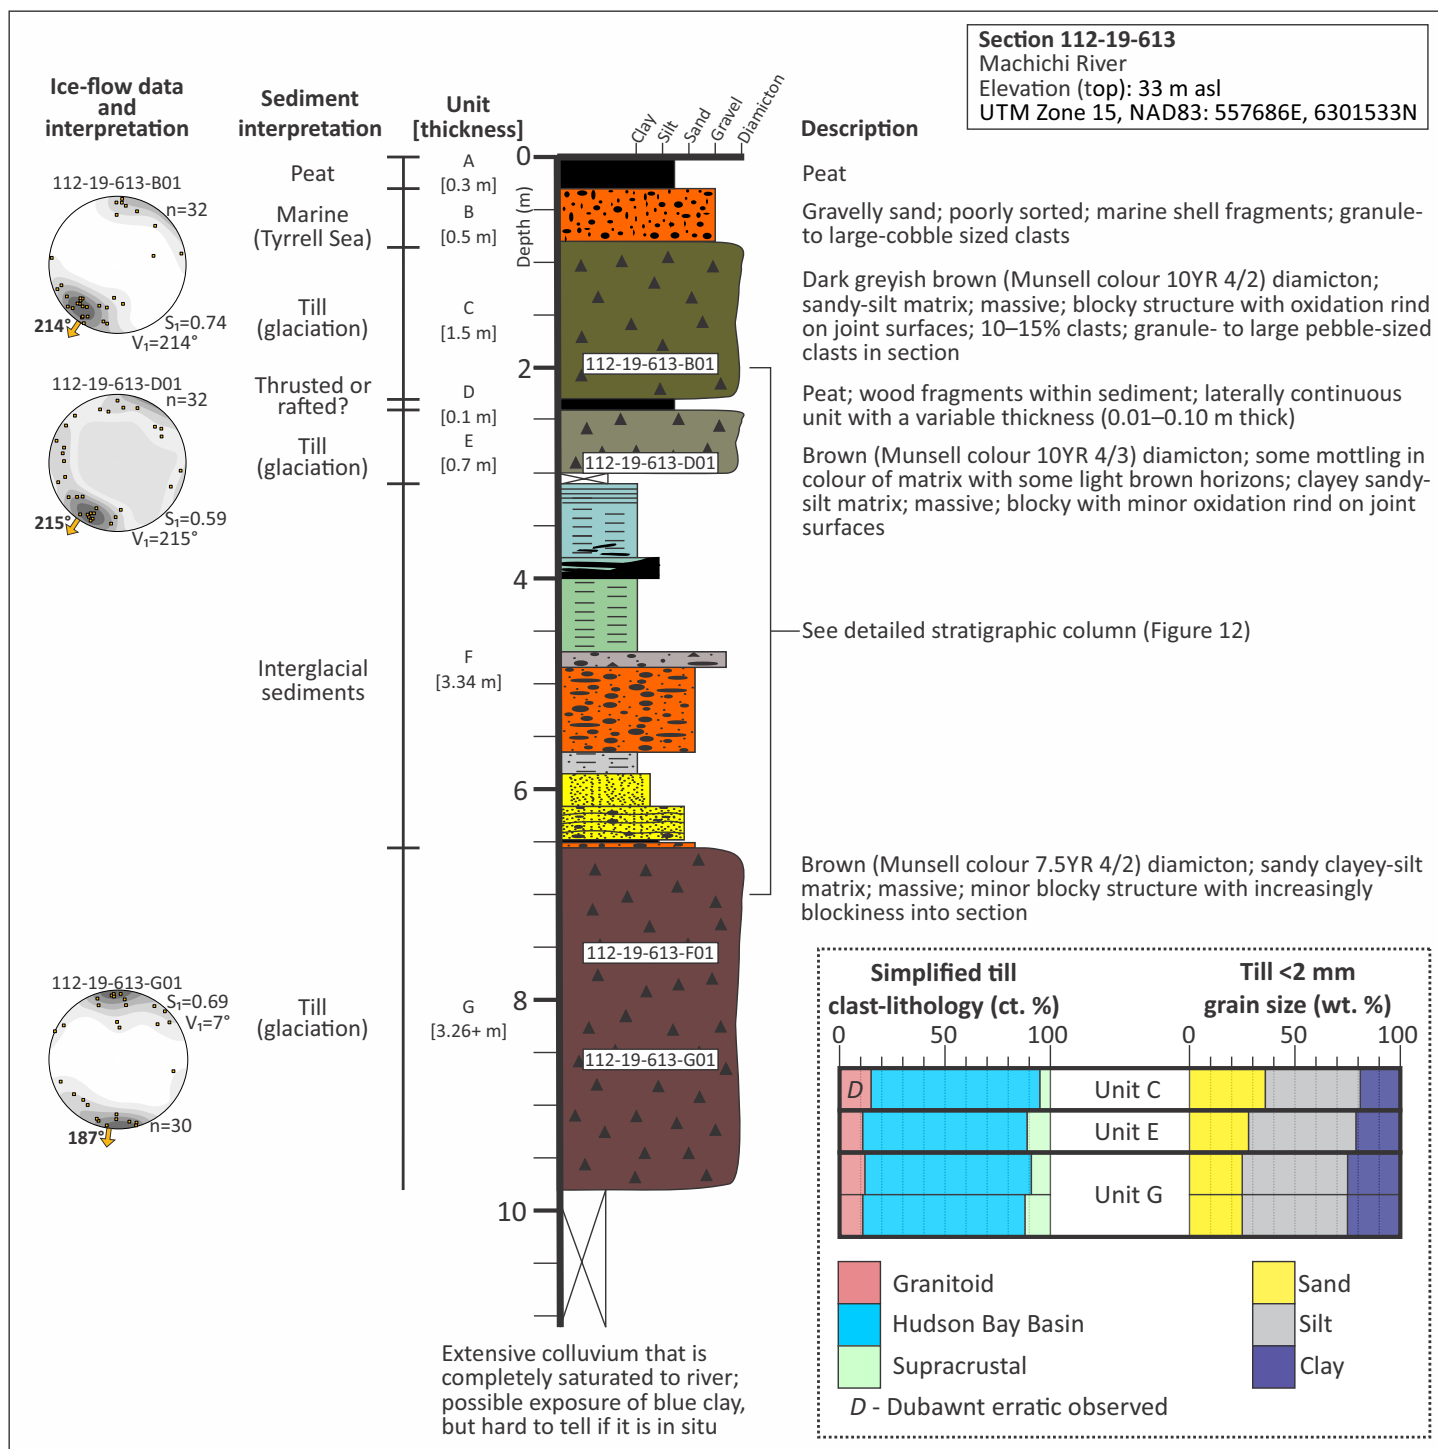 Section 112-19-613
Machichi River
Elevation (top): 33 m asl
UTM Zone 15, NAD83: 557686E, 6301533N
Ice-flow data
and
interpretation
Sediment
interpretation
Unit
[thickness]
Clay
Silt
Sand
Gravel
Diamicton
Description
Depth (m)
0
2
4
6
8
10
112-19-613-B01
n=32
214°
S₁=0.74
V₁=214°
112-19-613-D01
n=32
215°
S₁=0.59
V₁=215°
112-19-613-G01
S₁=0.69
V₁=7°
n=30
187°
Peat
Marine
(Tyrrell Sea)
Till
(glaciation)
Thrusted or
rafted?
Till
(glaciation)
Interglacial
sediments
Till
(glaciation)
A
[0.3 m]
B
[0.5 m]
C
[1.5 m]
D
[0.1 m]
E
[0.7 m]
F
[3.34 m]
G
[3.26+ m]
112-19-613-B01
112-19-613-D01
112-19-613-F01
112-19-613-G01
Peat
Gravelly sand; poorly sorted; marine shell fragments; granule-
to large-cobble sized clasts
Dark greyish brown (Munsell colour 10YR 4/2) diamicton;
sandy-silt matrix; massive; blocky structure with oxidation rind
on joint surfaces; 10–15% clasts; granule- to large pebble-sized
clasts in section
Peat; wood fragments within sediment; laterally continuous
unit with a variable thickness (0.01–0.10 m thick)
Brown (Munsell colour 10YR 4/3) diamicton; some mottling in
colour of matrix with some light brown horizons; clayey sandy-
silt matrix; massive; blocky with minor oxidation rind on joint
surfaces
See detailed stratigraphic column (Figure 12)
Brown (Munsell colour 7.5YR 4/2) diamicton; sandy clayey-silt
matrix; massive; minor blocky structure with increasingly
blockiness into section
Extensive colluvium that is
completely saturated to river;
possible exposure of blue clay,
but hard to tell if it is in situ
Simplified till
clast-lithology (ct. %)
0 50 100
Till <2 mm
grain size (wt. %)
0 50 100
D
Unit C
Unit E
Unit G
Granitoid
Hudson Bay Basin
Supracrustal
Sand
Silt
Clay
D - Dubawnt erratic observed